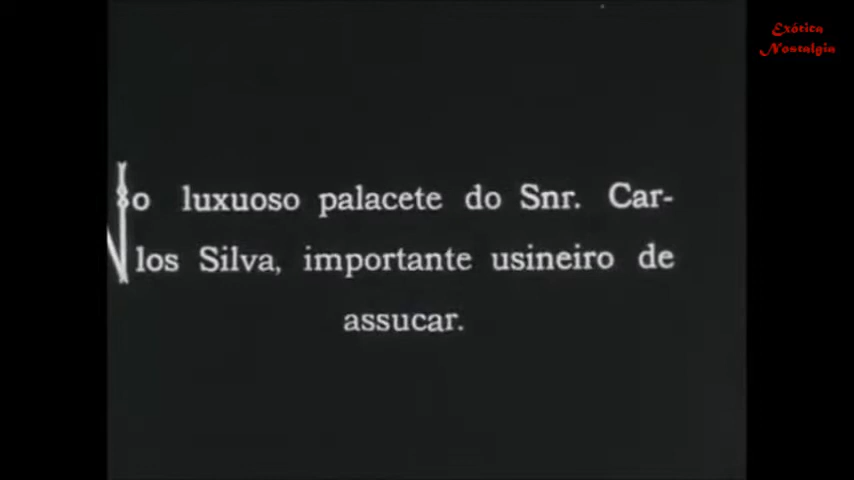 Exótica
Nostalgia
No luxuoso palacete do Snr. Car-
los Silva, importante usineiro de
assucar.